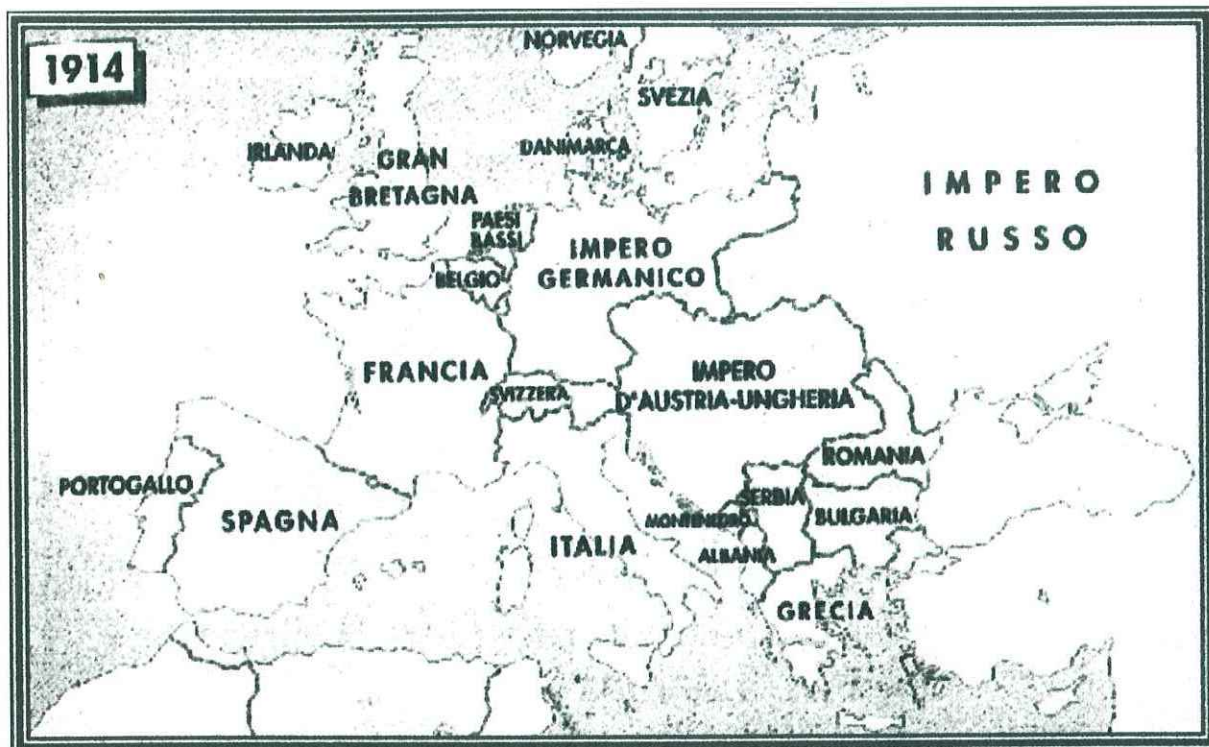 1914
NORVEGIA
SVEZIA
IRLANDA
GRAN
BRETAGNA
DANIMARCA
IMPERO
RUSSO
PAESI
BASSI
BELGIO
IMPERO
GERMANICO
FRANCIA
SVIZZERA
IMPERO
D'AUSTRIA-UNGHERIA
PORTOGALLO
SPAGNA
ITALIA
ROMANIA
SERBIA
MONTENEGRO
BULGARIA
ALBANIA
GRECIA